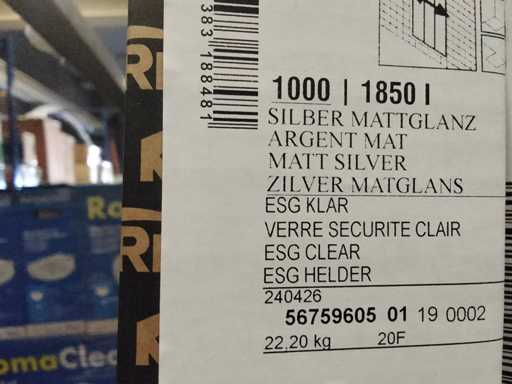 383 188481
1000 | 1850 I
SILBER MATTGLANZ
ARGENT MAT
MATT SILVER
ZILVER MATGLANS
ESG KLAR
VERRE SECURITE CLAIR
ESG CLEAR
ESG HELDER
240426
56759605 01 19 0002
22,20 kg 20F
omaClea